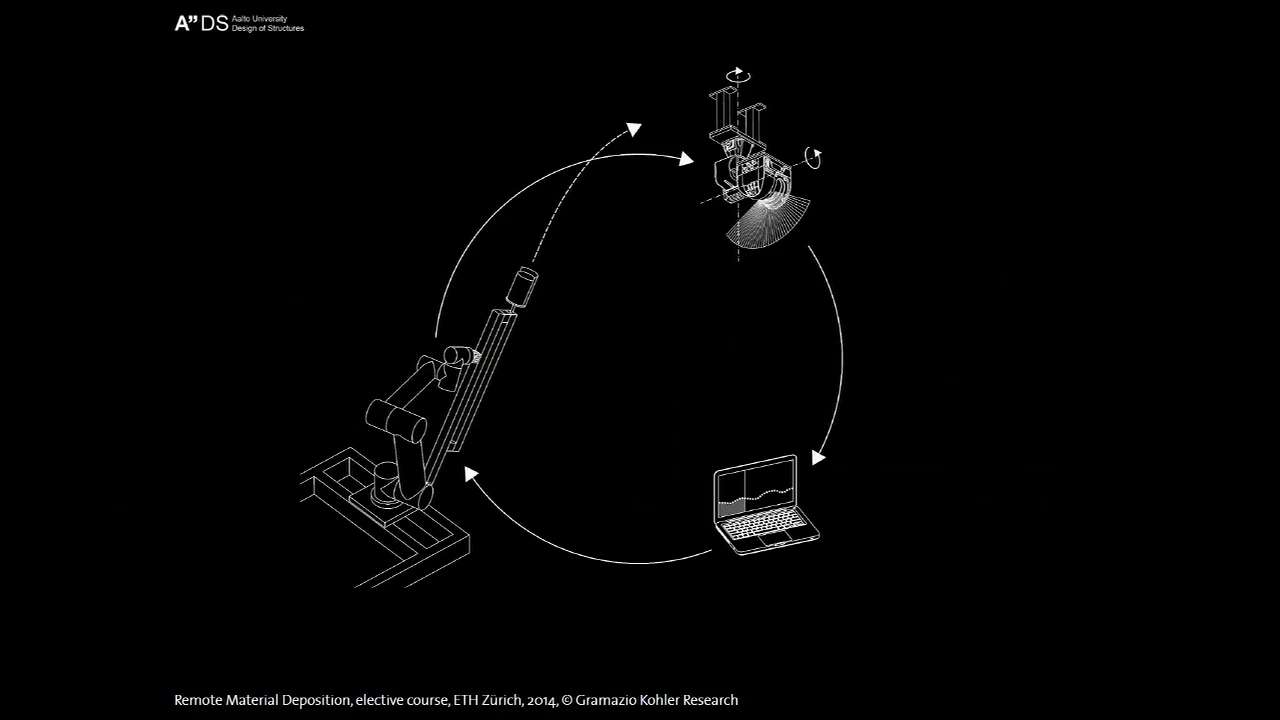 A” DS Aalto University
Design of Structures
Remote Material Deposition, elective course, ETH Zürich, 2014, © Gramazio Kohler Research